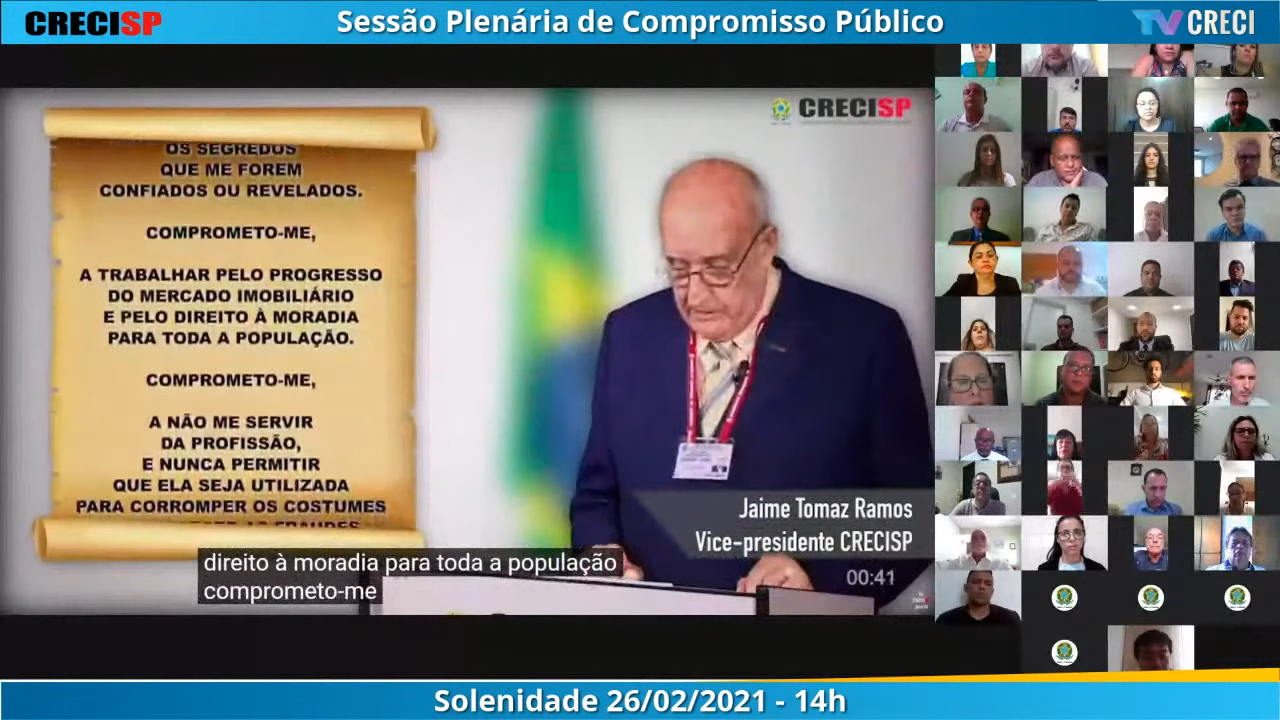 CRECISP
Sessão Plenária de Compromisso Público
TV CRECI
CRECISP
OS SEGREDOS
QUE ME FOREM
CONFIADOS OU REVELADOS.
COMPROMETO-ME,
A TRABALHAR PELO PROGRESSO
DO MERCADO IMOBILIÁRIO
E PELO DIREITO À MORADIA
PARA TODA A POPULAÇÃO.
COMPROMETO-ME,
A NÃO ME SERVIR
DA PROFISSÃO,
E NUNCA PERMITIR
QUE ELA SEJA UTILIZADA
PARA CORROMPER OS COSTUMES
Jaime Tomaz Ramos
Vice-presidente CRECISP
00:41
direito à moradia para toda a população
comprometo-me
Solenidade 26/02/2021 - 14h